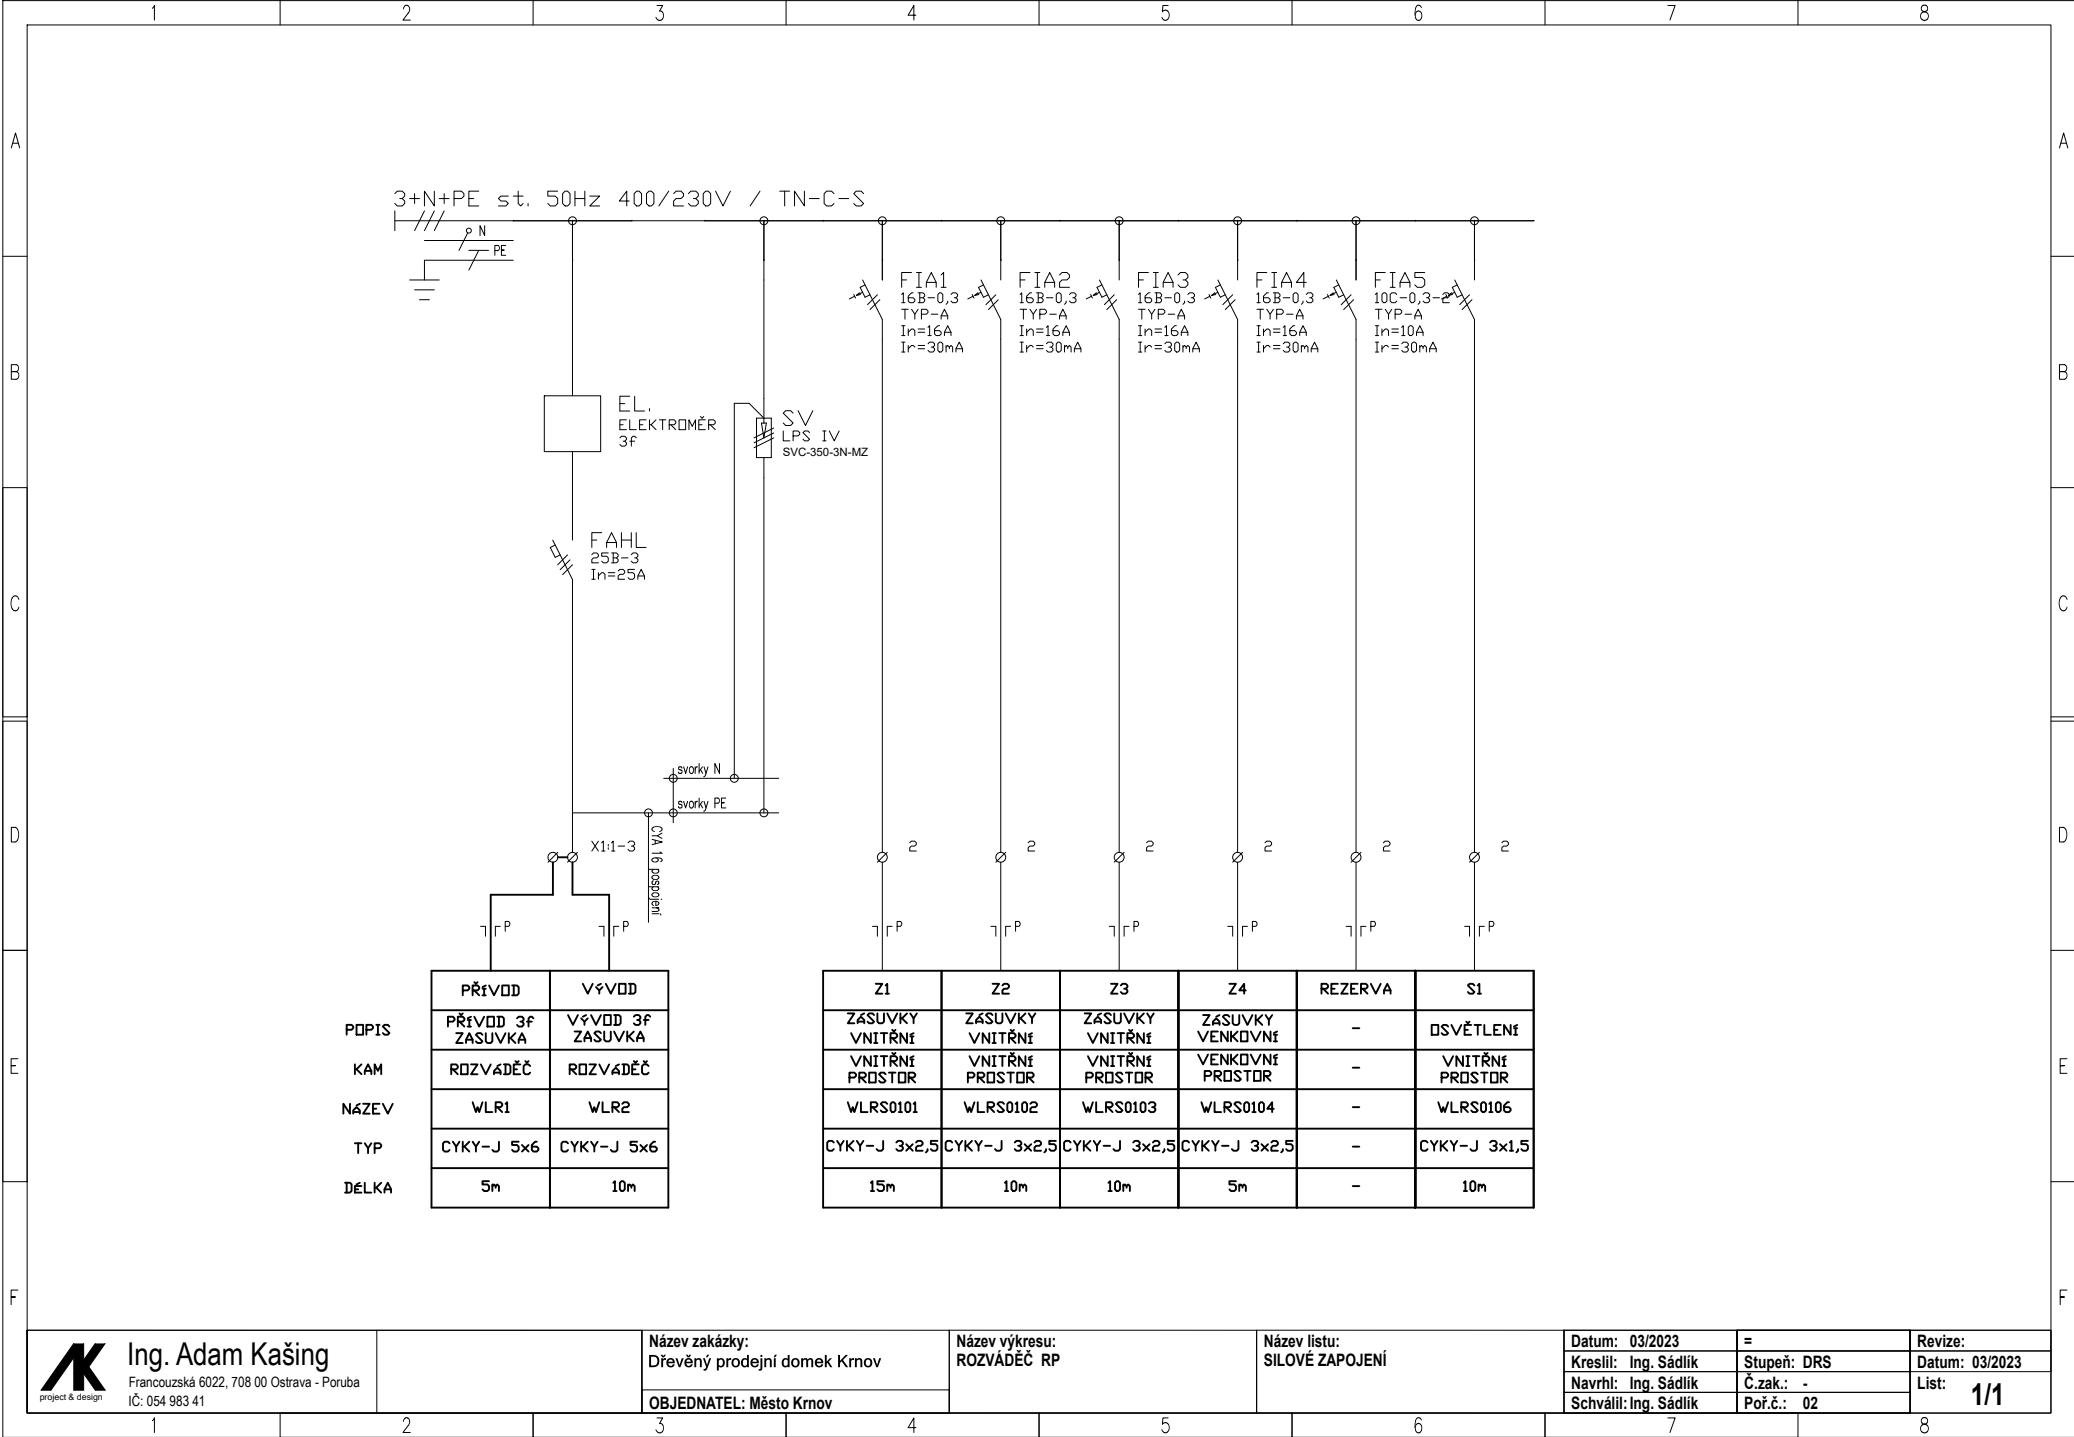 1 2 3 4 5 6 7 8
A A
3+N+PE st. 50Hz 400/230V / TN-C-S
N
PE
FIA1
16B-0,3
TYP-A
In=16A
Ir=30mA
FIA2
16B-0,3
TYP-A
In=16A
Ir=30mA
FIA3
16B-0,3
TYP-A
In=16A
Ir=30mA
FIA4
16B-0,3
TYP-A
In=16A
Ir=30mA
FIA5
10C-0,3-2
TYP-A
In=10A
Ir=30mA
B B
EL.
ELEKTROMĚR
3f
SV
LPS IV
SVC-350-3N-MZ
FAHL
25B-3
In=25A
C C
svorky N
svorky PE
CYA 16 pospojení
D D
X1:1-3
2 2 2 2 2 2
P P P P P P P P
PŘÍVOD VÝVOD Z1 Z2 Z3 Z4 REZERVA S1
POPIS
PŘÍVOD 3f
ZASUVKA
VÝVOD 3f
ZASUVKA
ZÁSUVKY
VNITŘNÍ
ZÁSUVKY
VNITŘNÍ
ZÁSUVKY
VNITŘNÍ
ZÁSUVKY
VENKOVNÍ
-
OSVĚTLENÍ
E E
KAM
ROZVÁDĚČ
ROZVÁDĚČ
VNITŘNÍ
PROSTOR
VNITŘNÍ
PROSTOR
VNITŘNÍ
PROSTOR
VENKOVNÍ
PROSTOR
-
VNITŘNÍ
PROSTOR
NÁZEV WLR1 WLR2 WLRS0101 WLRS0102 WLRS0103 WLRS0104 - WLRS0106
TYP CYKY-J 5x6 CYKY-J 5x6 CYKY-J 3x2,5 CYKY-J 3x2,5 CYKY-J 3x2,5 CYKY-J 3x2,5 - CYKY-J 3x1,5
DÉLKA 5m 10m 15m 10m 10m 5m - 10m
F F
AK
project & design
Ing. Adam Kašing
Francouzská 6022, 708 00 Ostrava - Poruba
IČ: 054 983 41
Název zakázky:
Dřevěný prodejní domek Krnov
OBJEDNATEL: Město Krnov
Název výkresu:
ROZVÁDĚČ RP
Název listu:
SILOVÉ ZAPOJENÍ
Datum: 03/2023 = Revize:
Kreslil: Ing. Sádlík Stupeň: DRS Datum: 03/2023
Navrhl: Ing. Sádlík Č.zak.: - List: 1/1
Schválil: Ing. Sádlík Poř.č.: 02
1 2 3 4 5 6 7 8